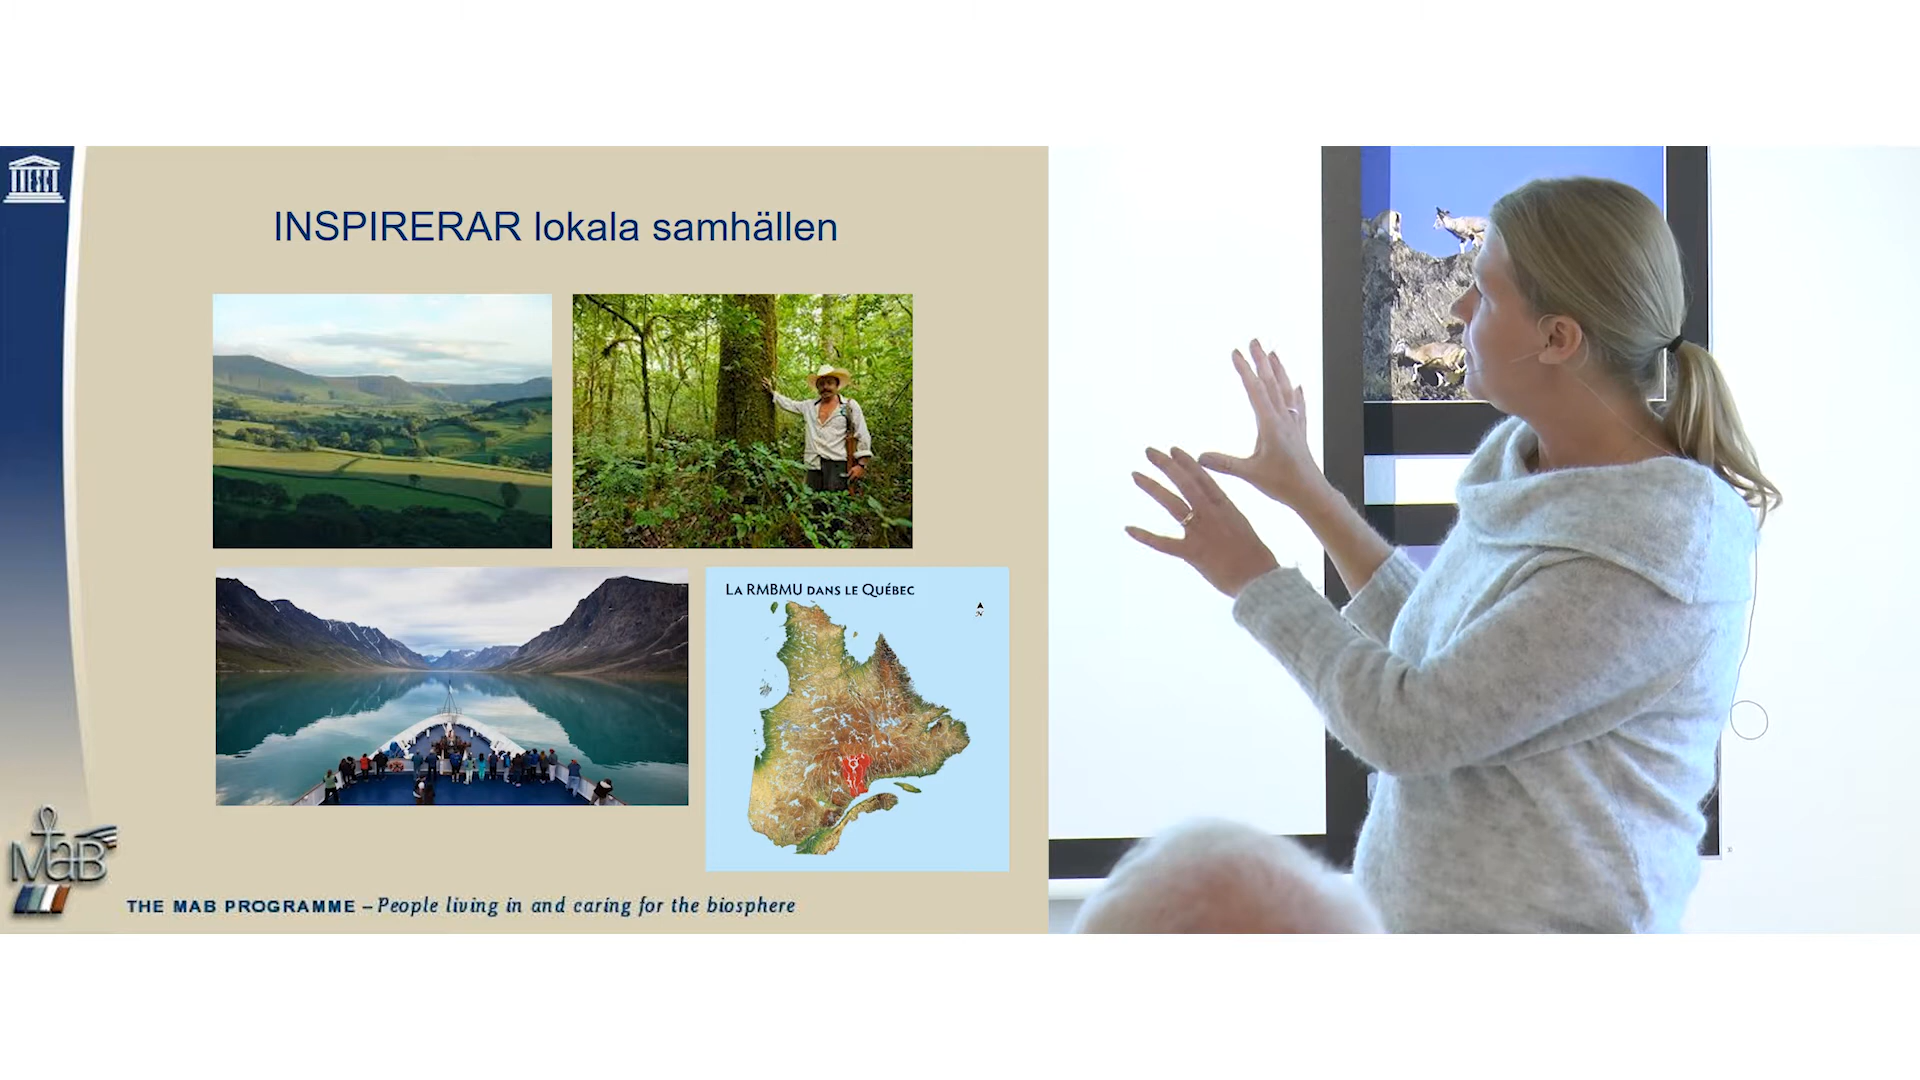 UNESCO
INSPIRERAR lokala samhällen
La RMBMU dans le Québec
N
MaB
THE MAB PROGRAMME – People living in and caring for the biosphere